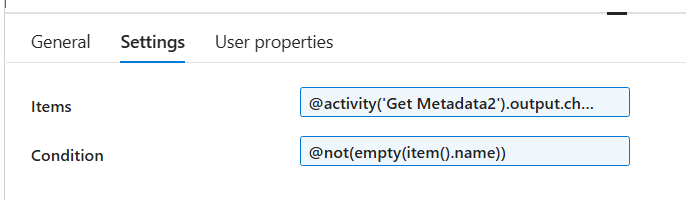 General Settings User properties
Items @activity('Get Metadata2').output.ch...
Condition @not(empty(item().name))